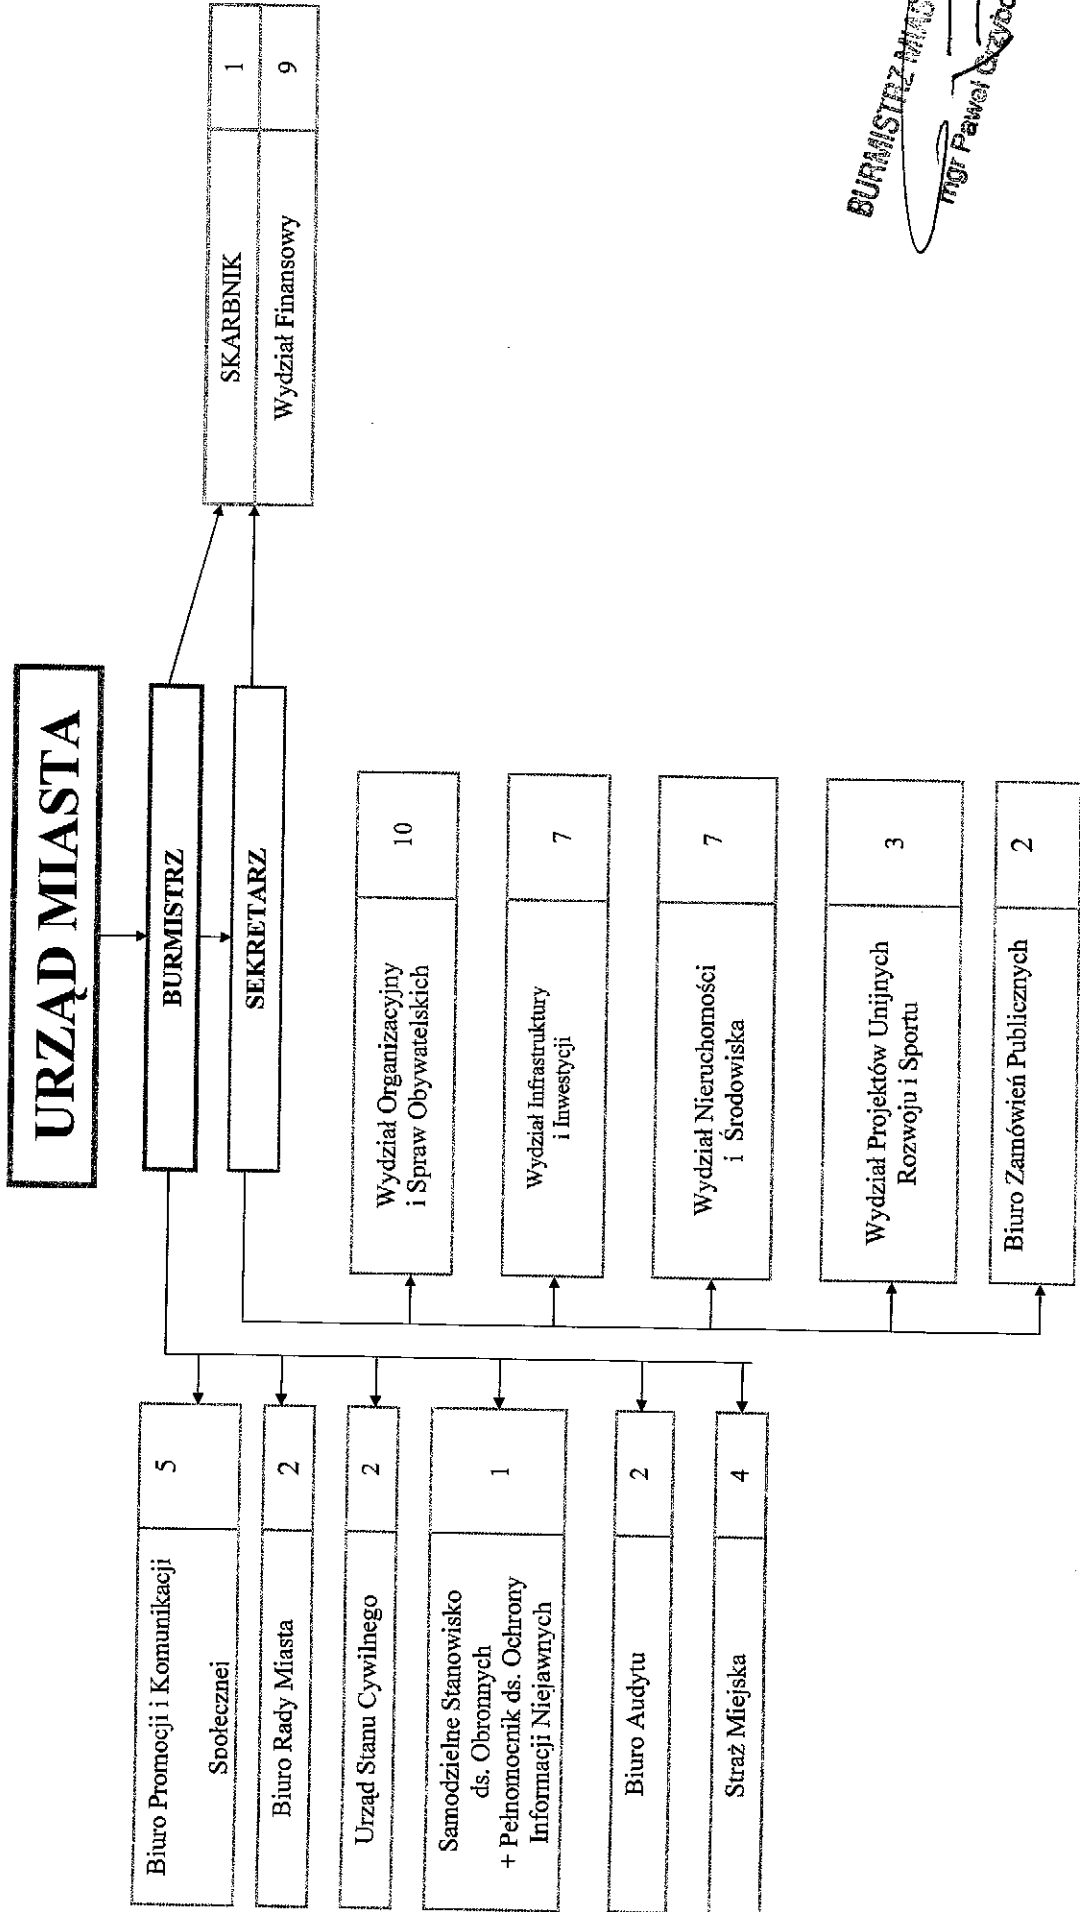 URZĄD MIASTA
BURMISTRZ
SEKRETARZ
SKARBNIK 1
Wydział Finansowy 9
Biuro Promocji i Komunikacji 5
Społecznej
Biuro Rady Miasta 2
Urząd Stanu Cywilnego 2
Samodzielne Stanowisko
ds. Obronnych 1
+ Pełnomocnik ds. Ochrony
Informacji Niejawnych
Biuro Audytu 2
Straż Miejska 4
Wydział Organizacyjny 10
i Spraw Obywatelskich
Wydział Infrastruktury 7
i Inwestycji
Wydział Nieruchomości 7
i Środowiska
Wydział Projektów Unijnych 3
Rozwoju i Sportu
Biuro Zamówień Publicznych 2
BURMISTRZ
mgr Paweł